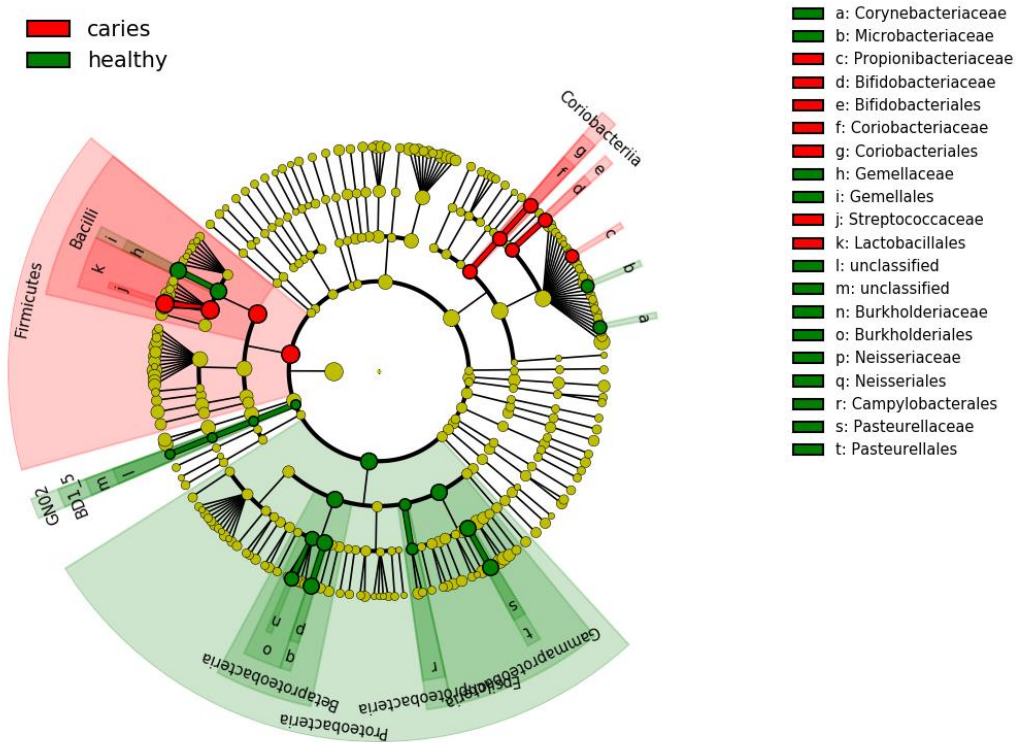 caries
healthy
a: Corynebacteriaceae
b: Microbacteriaceae
c: Propionibacteriaceae
d: Bifidobacteriaceae
e: Bifidobacteriales
f: Coriobacteriaceae
g: Coriobacteriales
h: Gemellaceae
i: Gemellales
j: Streptococcaceae
k: Lactobacillales
l: unclassified
m: unclassified
n: Burkholderiaceae
o: Burkholderiales
p: Neisseriaceae
q: Neisseriales
r: Campylobacterales
s: Pasteurellaceae
t: Pasteurellales
Coriobacteriia
g
f
e
d
c
b
a
Firmicutes
Bacilli
i
h
k
j
GN02
BD1_5
m
l
n
o
p
q
Betaproteobacteria
Proteobacteria
r
Epsilonproteobacteria
s
t
Gammaproteobacteria